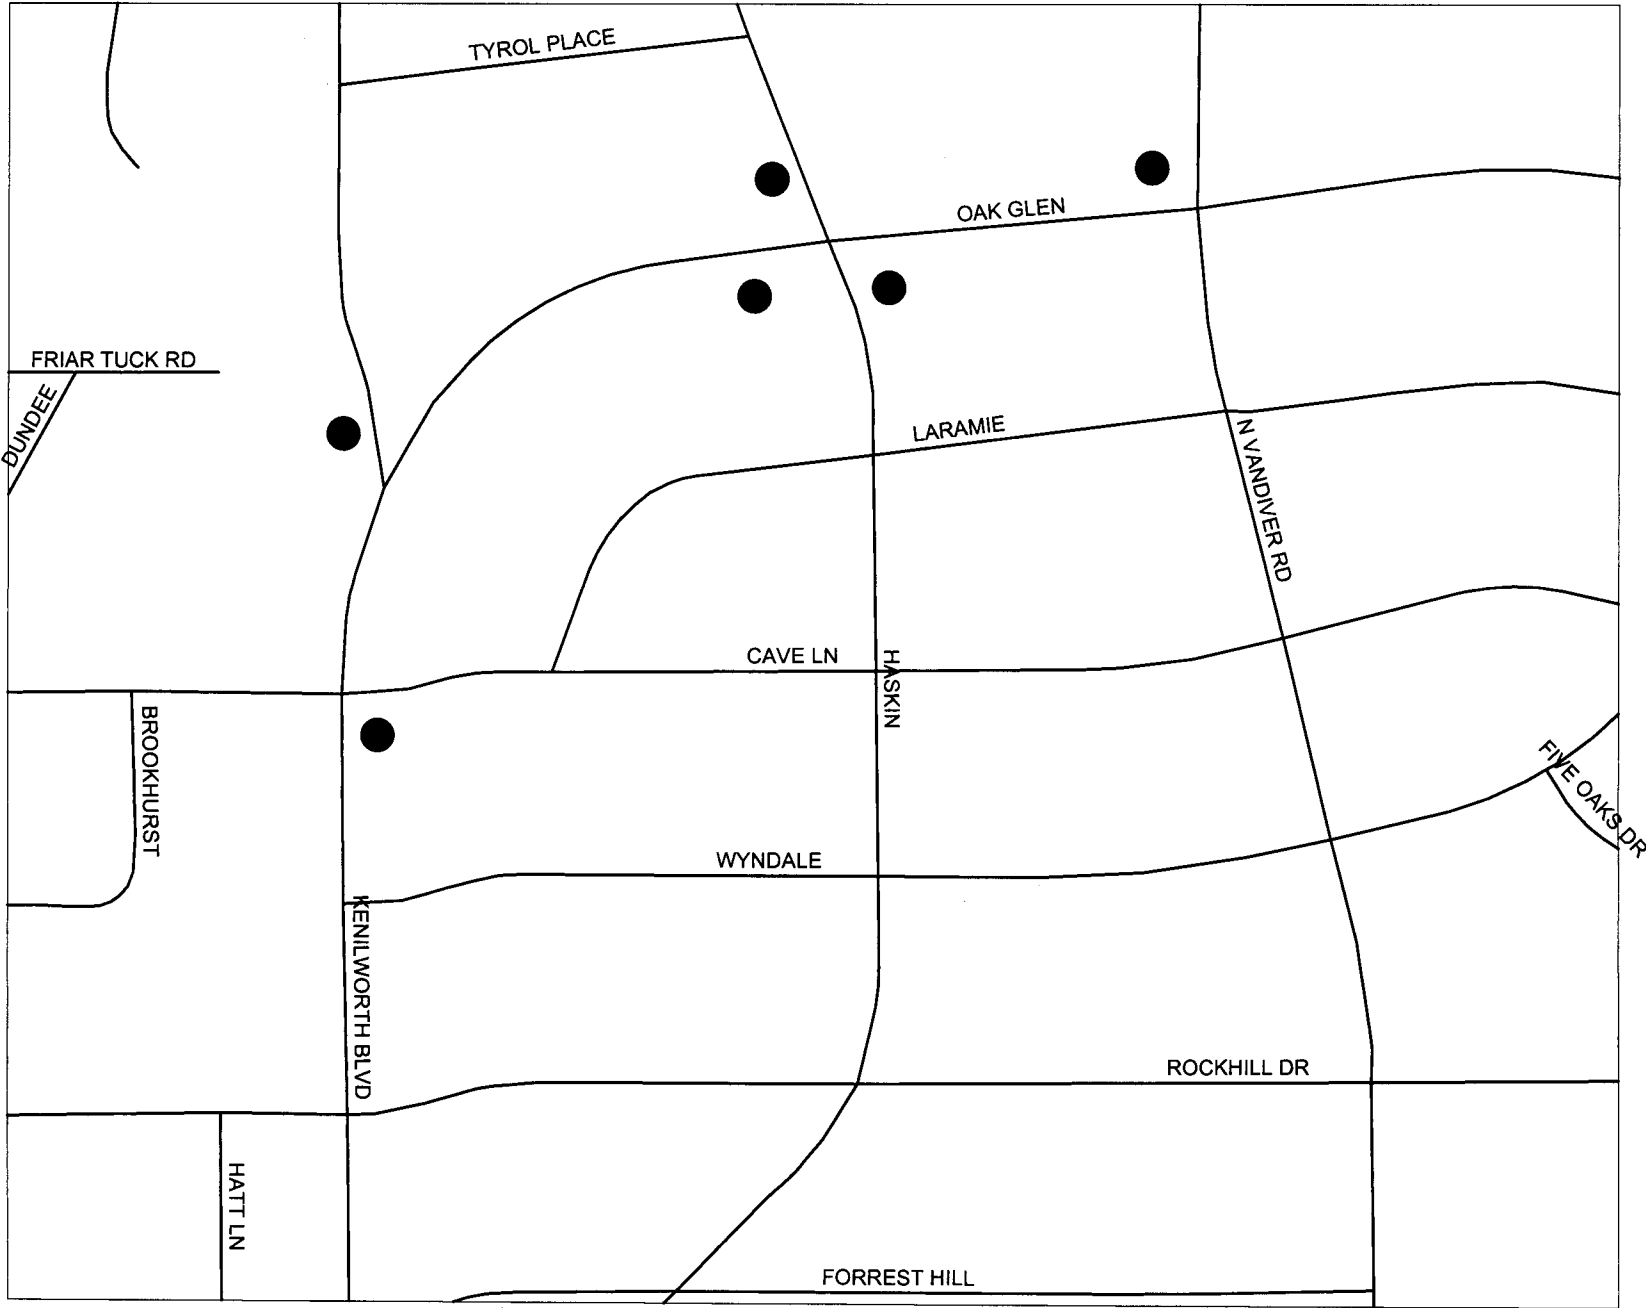 TYROL PLACE
OAK GLEN
FRIAR TUCK RD
DUNDEE
LARAMIE
N VANDIVER RD
CAVE LN
HASKIN
BROOKHURST
FIVE OAKS DR
WYNDALE
KENILWORTH BLVD
ROCKHILL DR
HATT LN
FORREST HILL